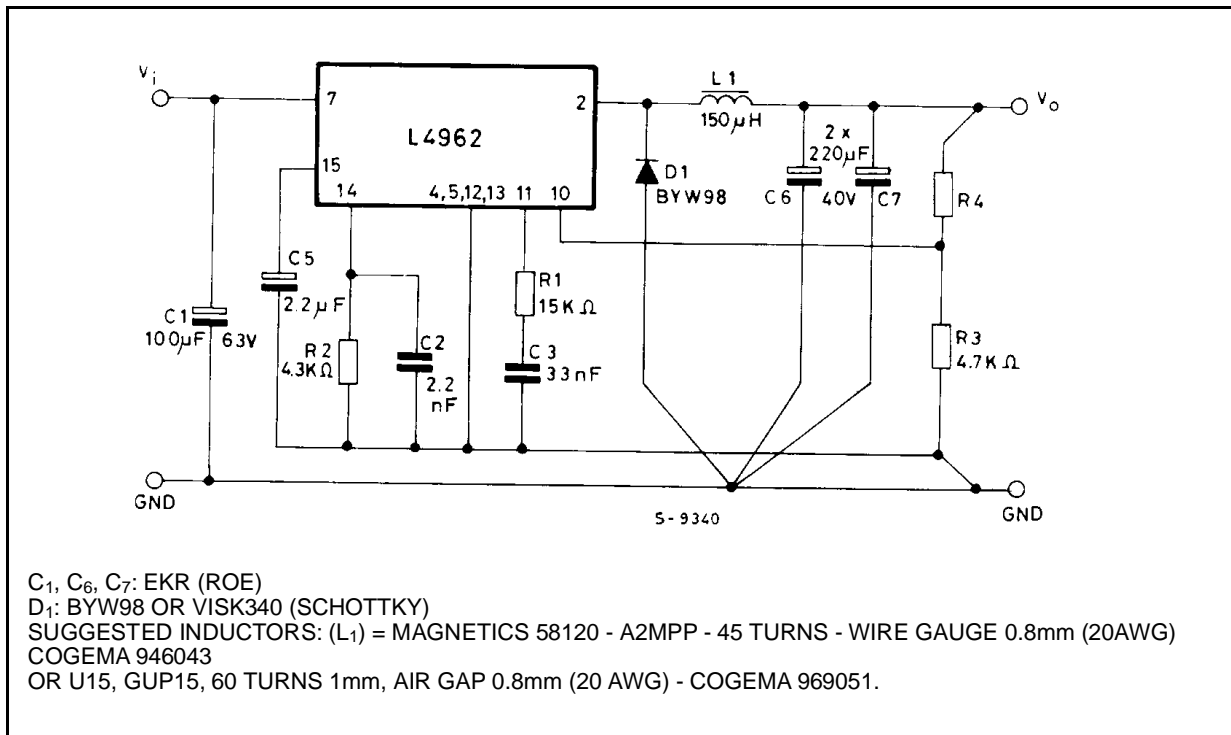 Vi
7
2
L1
150µH
Vo
L4962
15
14
4,5,12,13
11
10
D1
BYW98
2 x
220µF
C6
40V
C7
R4
C5
2.2µF
R1
15KΩ
C1
100µF
63V
R2
4.3KΩ
C2
2.2
nF
C3
33nF
R3
4.7KΩ
GND
GND
S-9340
C1, C6, C7: EKR (ROE)
D1: BYW98 OR VISK340 (SCHOTTKY)
SUGGESTED INDUCTORS: (L1) = MAGNETICS 58120 - A2MPP - 45 TURNS - WIRE GAUGE 0.8mm (20AWG)
COGEMA 946043
OR U15, GUP15, 60 TURNS 1mm, AIR GAP 0.8mm (20 AWG) - COGEMA 969051.